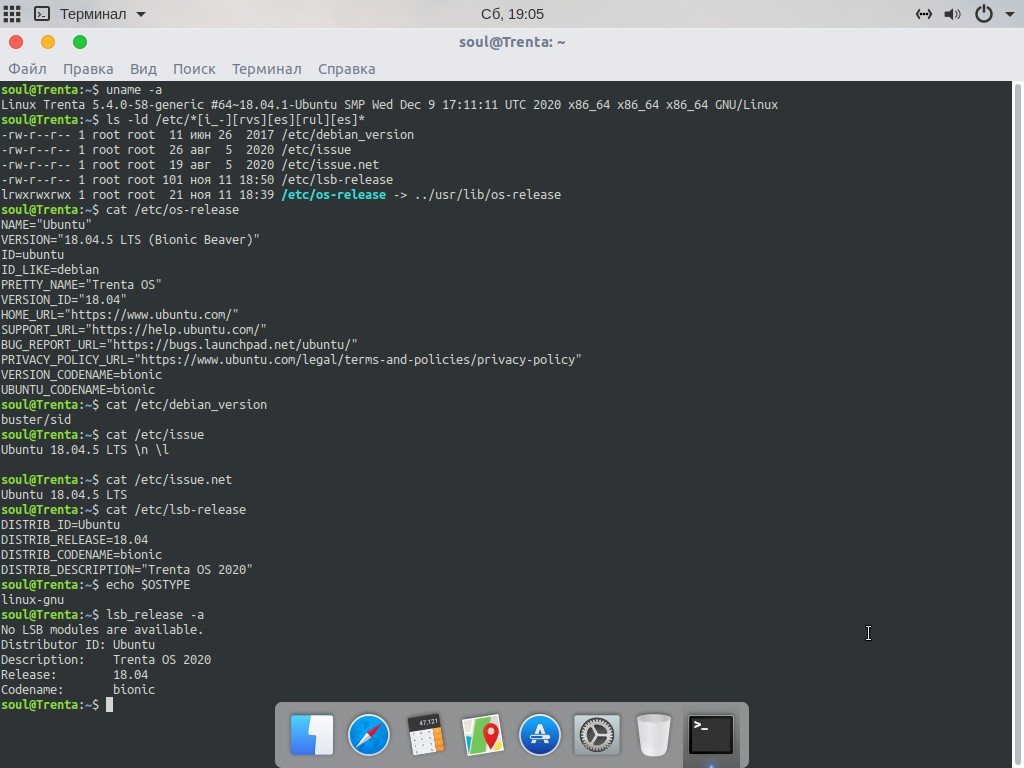 Терминал
Сб, 19:05
soul@Trenta: ~
Файл Правка Вид Поиск Терминал Справка
soul@Trenta:~$ uname -a
Linux Trenta 5.4.0-58-generic #64~18.04.1-Ubuntu SMP Wed Dec 9 17:11:11 UTC 2020 x86_64 x86_64 x86_64 GNU/Linux
soul@Trenta:~$ ls -ld /etc/*[i_-][rvs][es][rul][es]*
-rw-r--r-- 1 root root  11 июн 26  2017 /etc/debian_version
-rw-r--r-- 1 root root  26 авг  5  2020 /etc/issue
-rw-r--r-- 1 root root  19 авг  5  2020 /etc/issue.net
-rw-r--r-- 1 root root 101 ноя 11 18:50 /etc/lsb-release
lrwxrwxrwx 1 root root  21 ноя 11 18:39 /etc/os-release -> ../usr/lib/os-release
soul@Trenta:~$ cat /etc/os-release
NAME="Ubuntu"
VERSION="18.04.5 LTS (Bionic Beaver)"
ID=ubuntu
ID_LIKE=debian
PRETTY_NAME="Trenta OS"
VERSION_ID="18.04"
HOME_URL="https://www.ubuntu.com/"
SUPPORT_URL="https://help.ubuntu.com/"
BUG_REPORT_URL="https://bugs.launchpad.net/ubuntu/"
PRIVACY_POLICY_URL="https://www.ubuntu.com/legal/terms-and-policies/privacy-policy"
VERSION_CODENAME=bionic
UBUNTU_CODENAME=bionic
soul@Trenta:~$ cat /etc/debian_version
buster/sid
soul@Trenta:~$ cat /etc/issue
Ubuntu 18.04.5 LTS \n \l

soul@Trenta:~$ cat /etc/issue.net
Ubuntu 18.04.5 LTS
soul@Trenta:~$ cat /etc/lsb-release
DISTRIB_ID=Ubuntu
DISTRIB_RELEASE=18.04
DISTRIB_CODENAME=bionic
DISTRIB_DESCRIPTION="Trenta OS 2020"
soul@Trenta:~$ echo $OSTYPE
linux-gnu
soul@Trenta:~$ lsb_release -a
No LSB modules are available.
Distributor ID: Ubuntu
Description:    Trenta OS 2020
Release:        18.04
Codename:       bionic
soul@Trenta:~$
47,121
>_